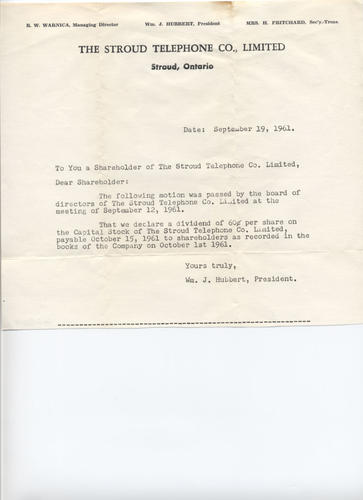 R. W. WARNICA, Managing Director Wm. J. HUBBERT, President MRS. H. PRITCHARD, Sec'y.-Treas.
THE STROUD TELEPHONE CO., LIMITED
Stroud, Ontario
Date: September 19, 1961.
To You a Shareholder of The Stroud Telephone Co. Limited,
Dear Shareholder:
The following motion was passed by the board of
directors of The Stroud Telephone Co. Limited at the
meeting of September 12, 1961.
That we declare a dividend of 60¢ per share on
the Capital Stock of The Stroud Telephone Co. Limited,
payable October 15, 1961 to shareholders as recorded in the
books of the Company on October 1st 1961.
Yours truly,
Wm. J. Hubbert, President.